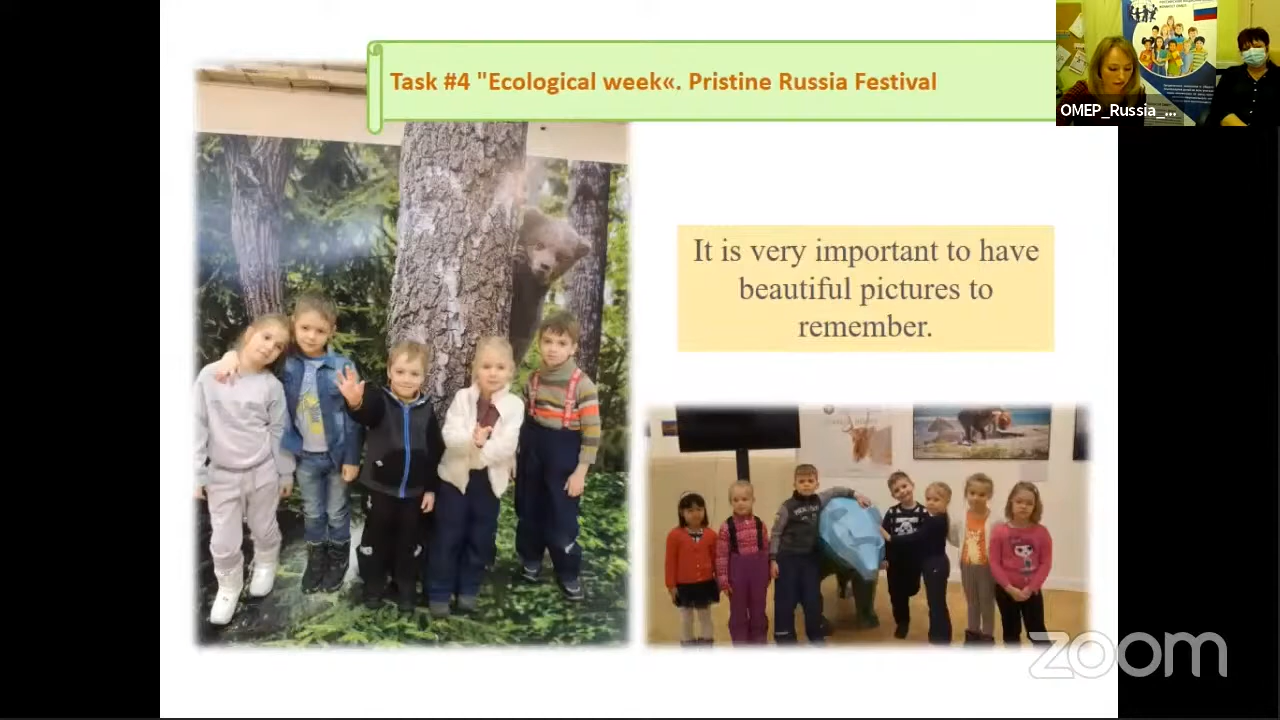 Task #4 "Ecological week«. Pristine Russia Festival
OMEP_Russia_...
It is very important to have
beautiful pictures to
remember.
zoom